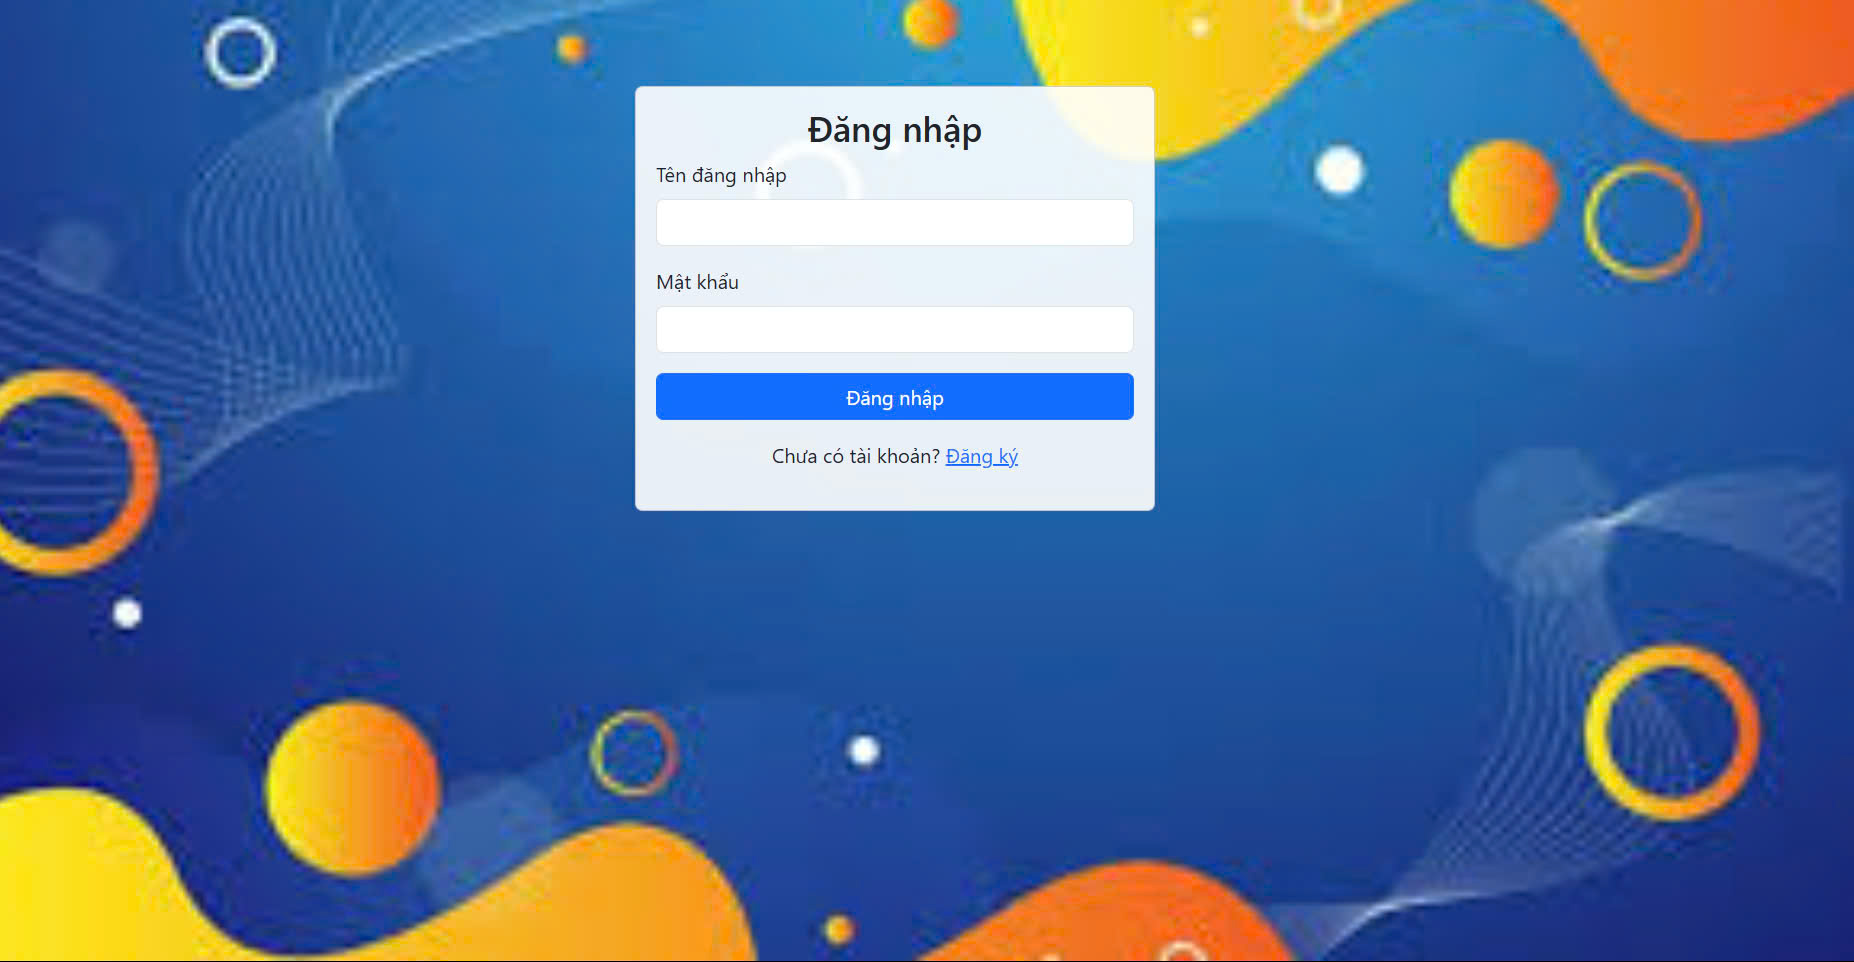 Đăng nhập
Tên đăng nhập
Mật khẩu
Đăng nhập
Chưa có tài khoản? Đăng ký